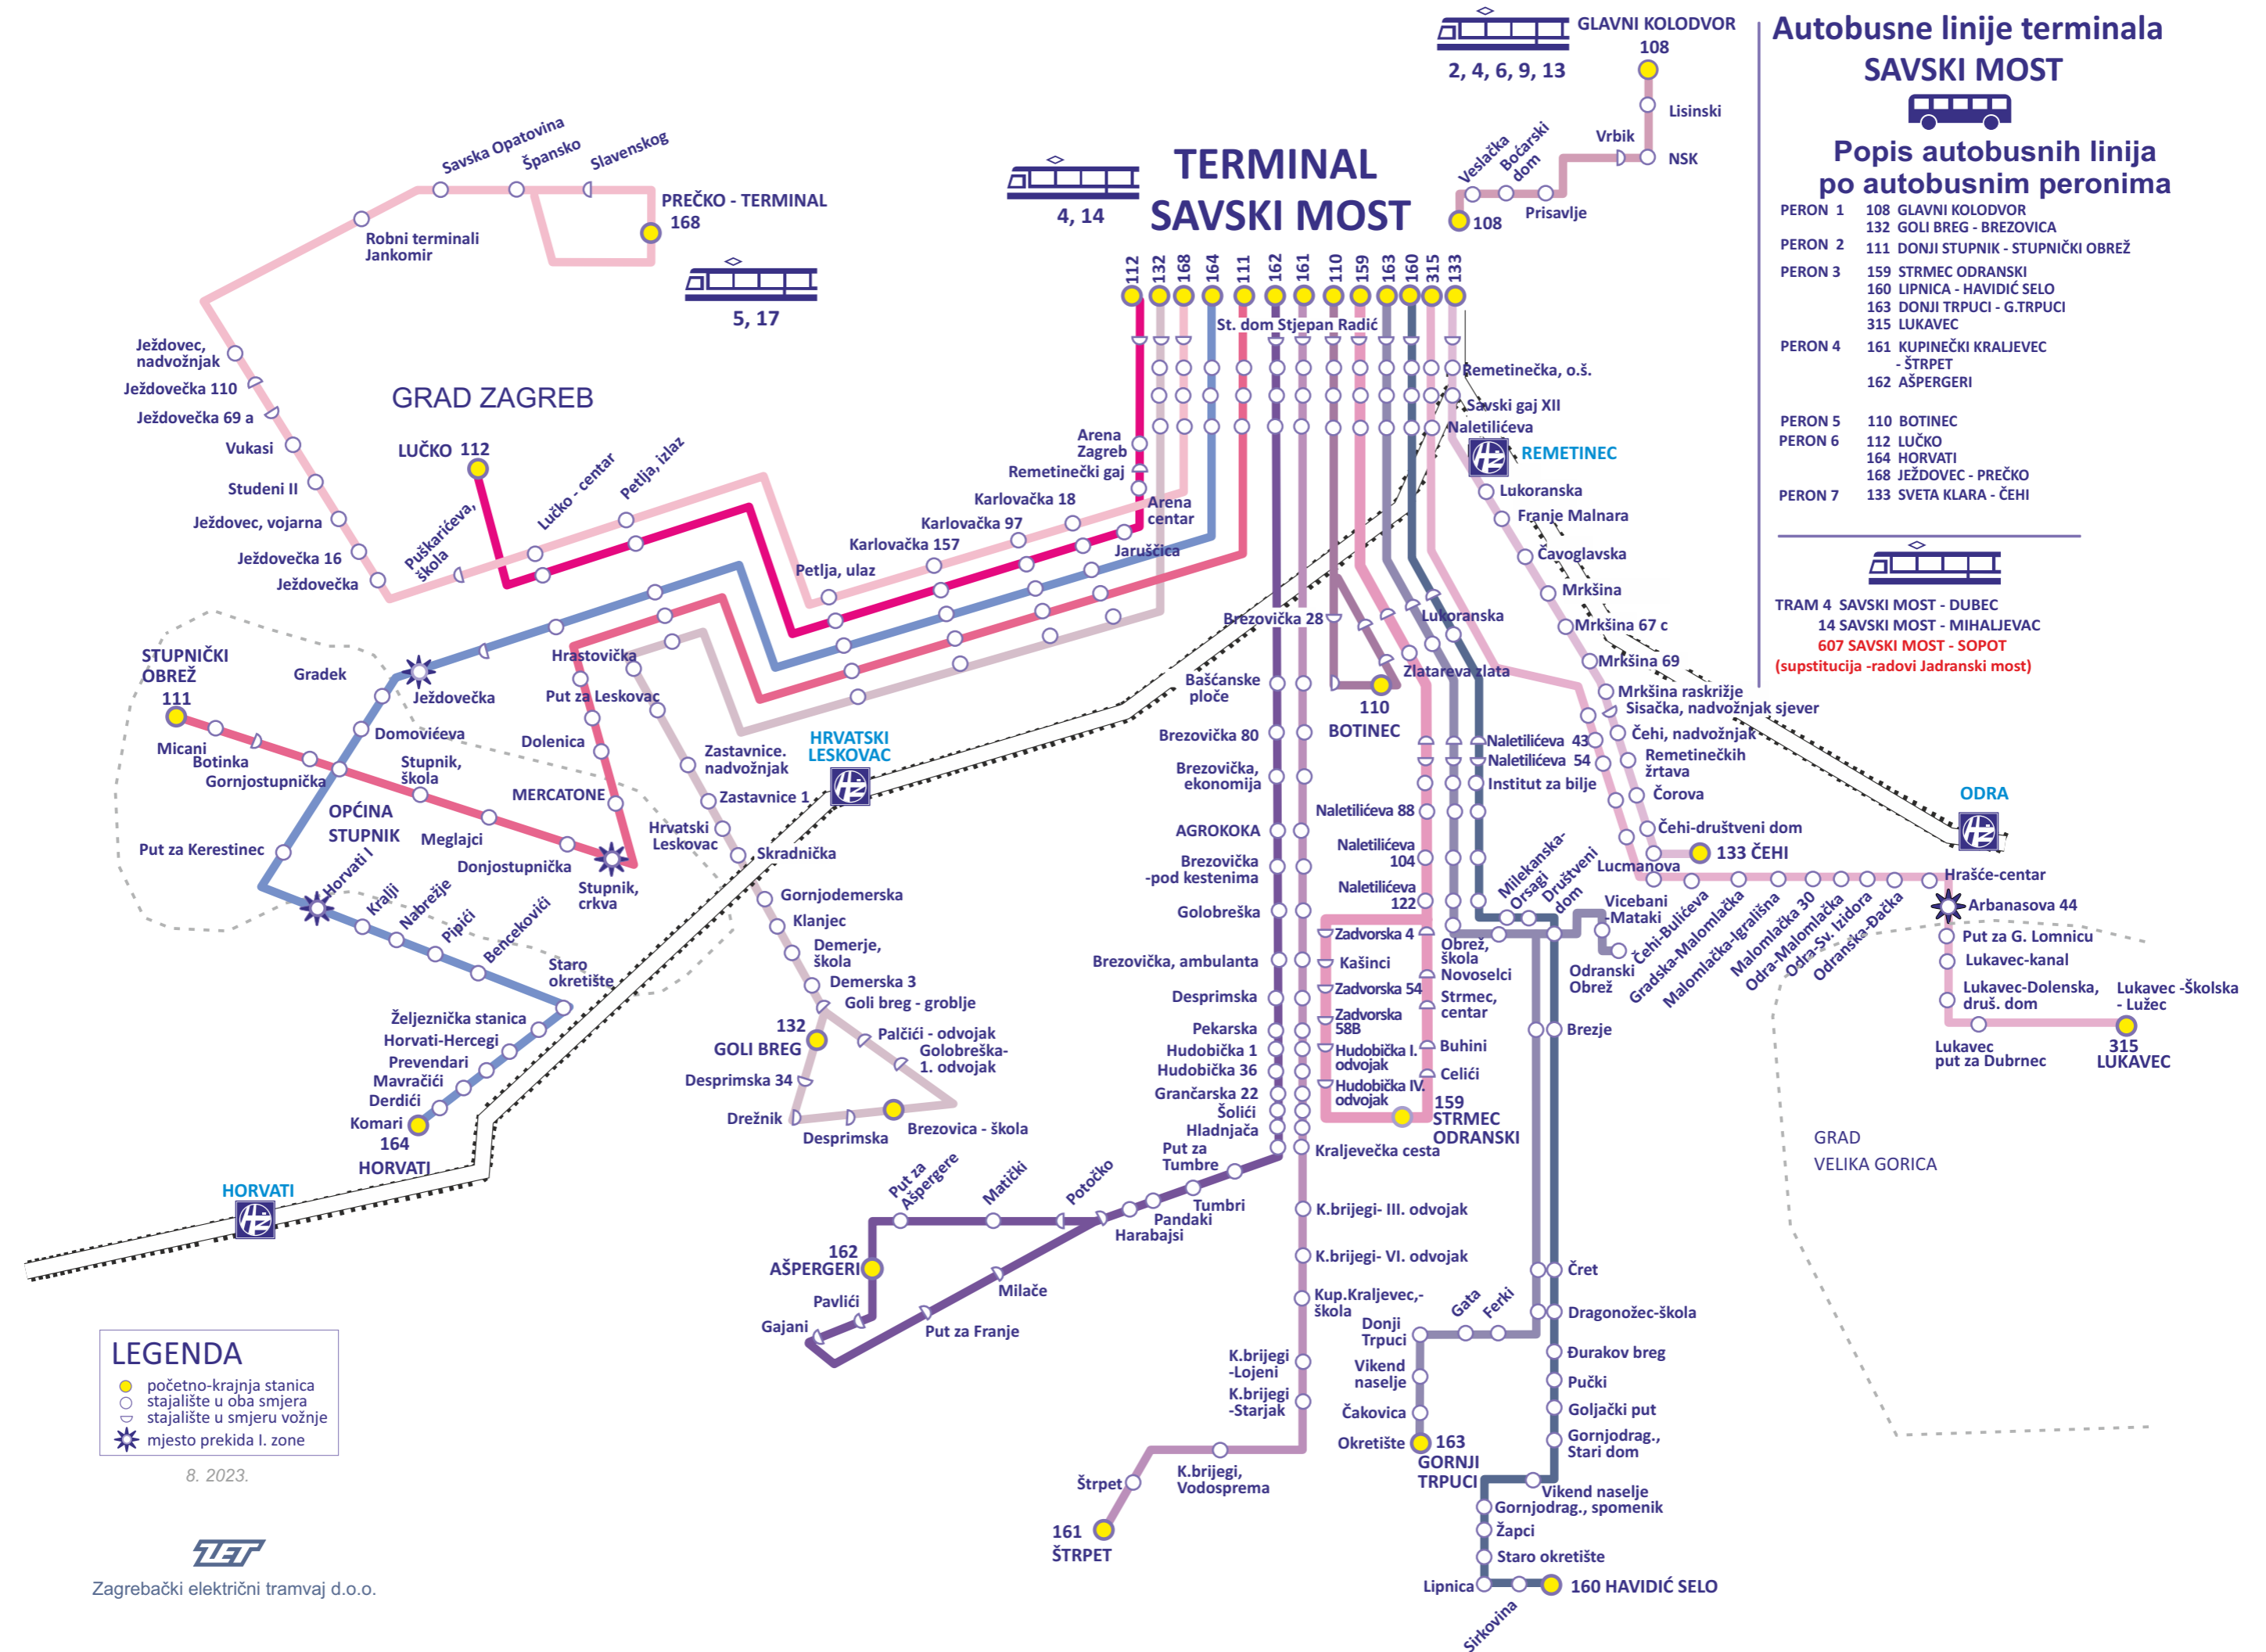 GLAVNI KOLODVOR
108
2, 4, 6, 9, 13
Lisinski
Vrbik
NSK
Boćarski
dom
Veslačka
Prisavlje
108
Autobusne linije terminala
SAVSKI MOST
Popis autobusnih linija
po autobusnim peronima
PERON 1 108 GLAVNI KOLODVOR
132 GOLI BREG - BREZOVICA
PERON 2 111 DONJI STUPNIK - STUPNIČKI OBREŽ
PERON 3 159 STRMEC ODRANSKI
160 LIPNICA - HAVIDIĆ SELO
163 DONJI TRPUCI - G.TRPUCI
315 LUKAVEC
PERON 4 161 KUPINEČKI KRALJEVEC
- ŠTRPET
162 AŠPERGERI
PERON 5 110 BOTINEC
PERON 6 112 LUČKO
164 HORVATI
168 JEŽDOVEC - PREČKO
PERON 7 133 SVETA KLARA - ČEHI
TRAM 4 SAVSKI MOST - DUBEC
14 SAVSKI MOST - MIHALJEVAC
607 SAVSKI MOST - SOPOT
(supstitucija -radovi Jadranski most)
TERMINAL
SAVSKI MOST
4, 14
112
132
168
164
111
162
161
110
159
163
160
315
133
St. dom Stjepan Radić
Remetinečka, o.š.
Savski gaj XII
Naletilićeva
REMETINEC
Savska Opatovina
Špansko
Slavenskog
PREČKO - TERMINAL
168
5, 17
Robni terminali
Jankomir
Ježdovec,
nadvožnjak
Ježdovečka 110
Ježdovečka 69 a
Vukasi
Studeni II
Ježdovec, vojarna
Ježdovečka 16
Ježdovečka
GRAD ZAGREB
LUČKO 112
Puškarićeva,
škola
Lučko - centar
Petlja, izlaz
Petlja, ulaz
Karlovačka 157
Karlovačka 97
Karlovačka 18
Arena
Zagreb
Remetinečki gaj
Arena
centar
Jaruščica
STUPNIČKI
OBREŽ
111
Micani
Botinka
Gornjostupnička
Gradek
Ježdovečka
Domovićeva
Stupnik,
škola
OPĆINA
STUPNIK
Meglajci
Donjostupnička
Stupnik,
crkva
MERCATONE
Dolenica
Put za Leskovac
Hrastovička
Put za Kerestinec
Horvati I
Kralji
Nabrežje
Pipići
Bencekovići
Staro
okretište
Željeznička stanica
Horvati-Hercegi
Prevendari
Mavračići
Derdići
Komari
164
HORVATI
HORVATI
HRVATSKI
LESKOVAC
Zastavnice.
nadvožnjak
Zastavnice 1
Hrvatski
Leskovac
Skradnička
Gornjodemerska
Klanjec
Demerje,
škola
Demerska 3
Goli breg - groblje
132
GOLI BREG
Palčići - odvojak
Golobreška-
1. odvojak
Desprimska 34
Drežnik
Desprimska
Brezovica - škola
Brezovička 28
Bašćanske
ploče
Brezovička 80
Brezovička,
ekonomija
AGROKOKA
Brezovička
-pod kestenima
Golobreška
Brezovička, ambulanta
Desprimska
Pekarska
Hudobička 1
Hudobička 36
Grančarska 22
Šolići
Hladnjača
Put za
Tumbre
Kraljevečka cesta
Tumbri
Pandaki
Harabajsi
Potočko
Matički
Put za
Ašpergere
162
AŠPERGERI
Pavlići
Gajani
Put za Franje
Milače
K.brijegi- III. odvojak
K.brijegi- VI. odvojak
Kup.Kraljevec,-
škola
K.brijegi
-Lojeni
K.brijegi
-Starjak
K.brijegi,
Vodosprema
Štrpet
161
ŠTRPET
110
BOTINEC
Lukoranska
Zlatareva zlata
Naletilićeva 43
Naletilićeva 54
Institut za bilje
Naletilićeva 88
Naletilićeva
104
Naletilićeva
122
Zadvorska 4
Kašinci
Zadvorska 54
Zadvorska
58B
Hudobička I.
odvojak
Hudobička IV.
odvojak
159
STRMEC
ODRANSKI
Obrež,
škola
Novoselci
Strmec,
centar
Buhini
Celići
Milekanska-
Orsagi
Društveni
dom
Vicebani
-Mataki
Odranski
Obrež
Brezje
Čret
Dragonožec-škola
Đurakov breg
Pučki
Goljački put
Gornjodrag.,
Stari dom
Vikend naselje
Gornjodrag., spomenik
Žapci
Staro okretište
Lipnica
Sirkovina
160 HAVIDIĆ SELO
Gata
Ferki
Donji
Trpuci
Vikend
naselje
Čakovica
Okretište
163
GORNJI
TRPUCI
Lukoranska
Franje Malnara
Čavoglavska
Mrkšina
Mrkšina 67 c
Mrkšina 69
Mrkšina raskrižje
Sisačka, nadvožnjak sjever
Čehi, nadvožnjak
Remetinečkih
žrtava
Čorova
Čehi-društveni dom
133 ČEHI
Lucmanova
Čehi-Bulićeva
Gradska-Malomlačka
Malomlačka-Igrališna
Malomlačka 30
Odra-Malomlačka
Odra-Sv. Izidora
Odranska-Dačka
ODRA
Hrašće-centar
Arbanasova 44
Put za G. Lomnicu
Lukavec-kanal
Lukavec-Dolenska,
druš. dom
Lukavec
put za Dubrnec
Lukavec -Školska
- Lužec
315
LUKAVEC
GRAD
VELIKA GORICA
LEGENDA
početno-krajnja stanica
stajalište u oba smjera
stajalište u smjeru vožnje
mjesto prekida I. zone
8. 2023.
ZET
Zagrebački električni tramvaj d.o.o.